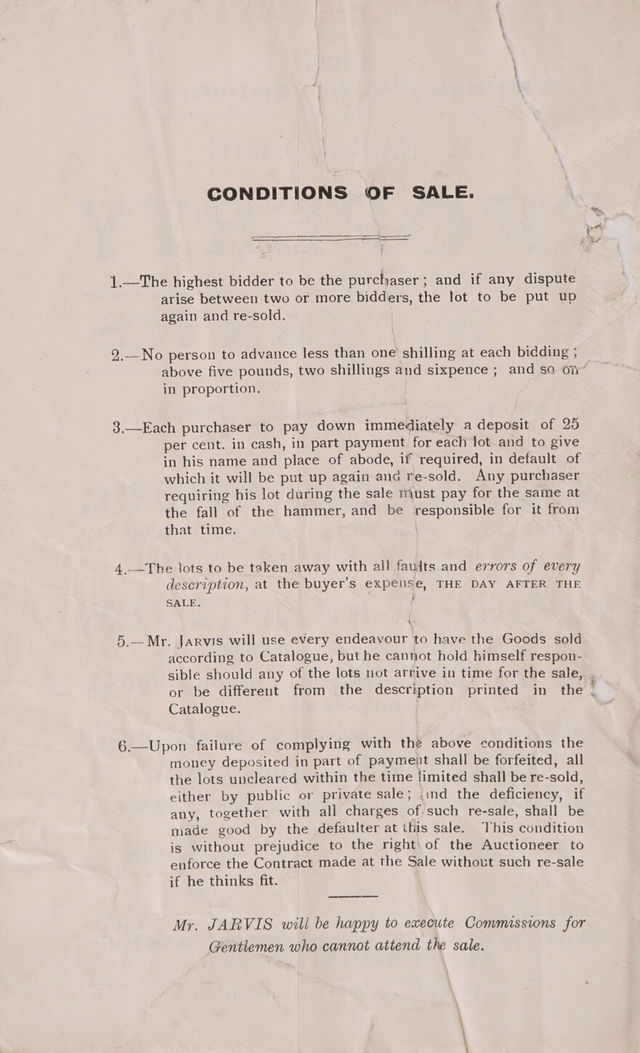 CONDITIONS OF SALE.
1.—The highest bidder to be the purchaser; and if any dispute
arise between two or more bidders, the lot to be put up
again and re-sold.
2.—No person to advance less than one shilling at each bidding;
above five pounds, two shillings and sixpence; and so on
in proportion.
3.—Each purchaser to pay down immediately a deposit of 25
per cent. in cash, in part payment for each lot and to give
in his name and place of abode, if required, in default of
which it will be put up again and re-sold. Any purchaser
requiring his lot during the sale must pay for the same at
the fall of the hammer, and be responsible for it from
that time.
4.—The lots to be taken away with all faults and errors of every
description, at the buyer's expense, THE DAY AFTER THE
SALE.
5.—Mr. Jarvis will use every endeavour to have the Goods sold
according to Catalogue, but he cannot hold himself respon-
sible should any of the lots not arrive in time for the sale,
or be different from the description printed in the
Catalogue.
6.—Upon failure of complying with the above conditions the
money deposited in part of payment shall be forfeited, all
the lots uncleared within the time limited shall be re-sold,
either by public or private sale; and the deficiency, if
any, together with all charges of such re-sale, shall be
made good by the defaulter at this sale. This condition
is without prejudice to the right of the Auctioneer to
enforce the Contract made at the Sale without such re-sale
if he thinks fit.
Mr. JARVIS will be happy to execute Commissions for
Gentlemen who cannot attend the sale.